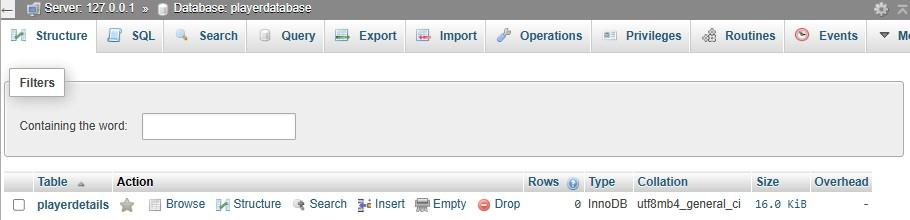 Server: 127.0.0.1 » Database: playerdatabase
Structure SQL Search Query Export Import Operations Privileges Routines Events
Filters
Containing the word:
Table Action Rows Type Collation Size Overhead
playerdetails Browse Structure Search Insert Empty Drop 0 InnoDB utf8mb4_general_ci 16.0 KiB -